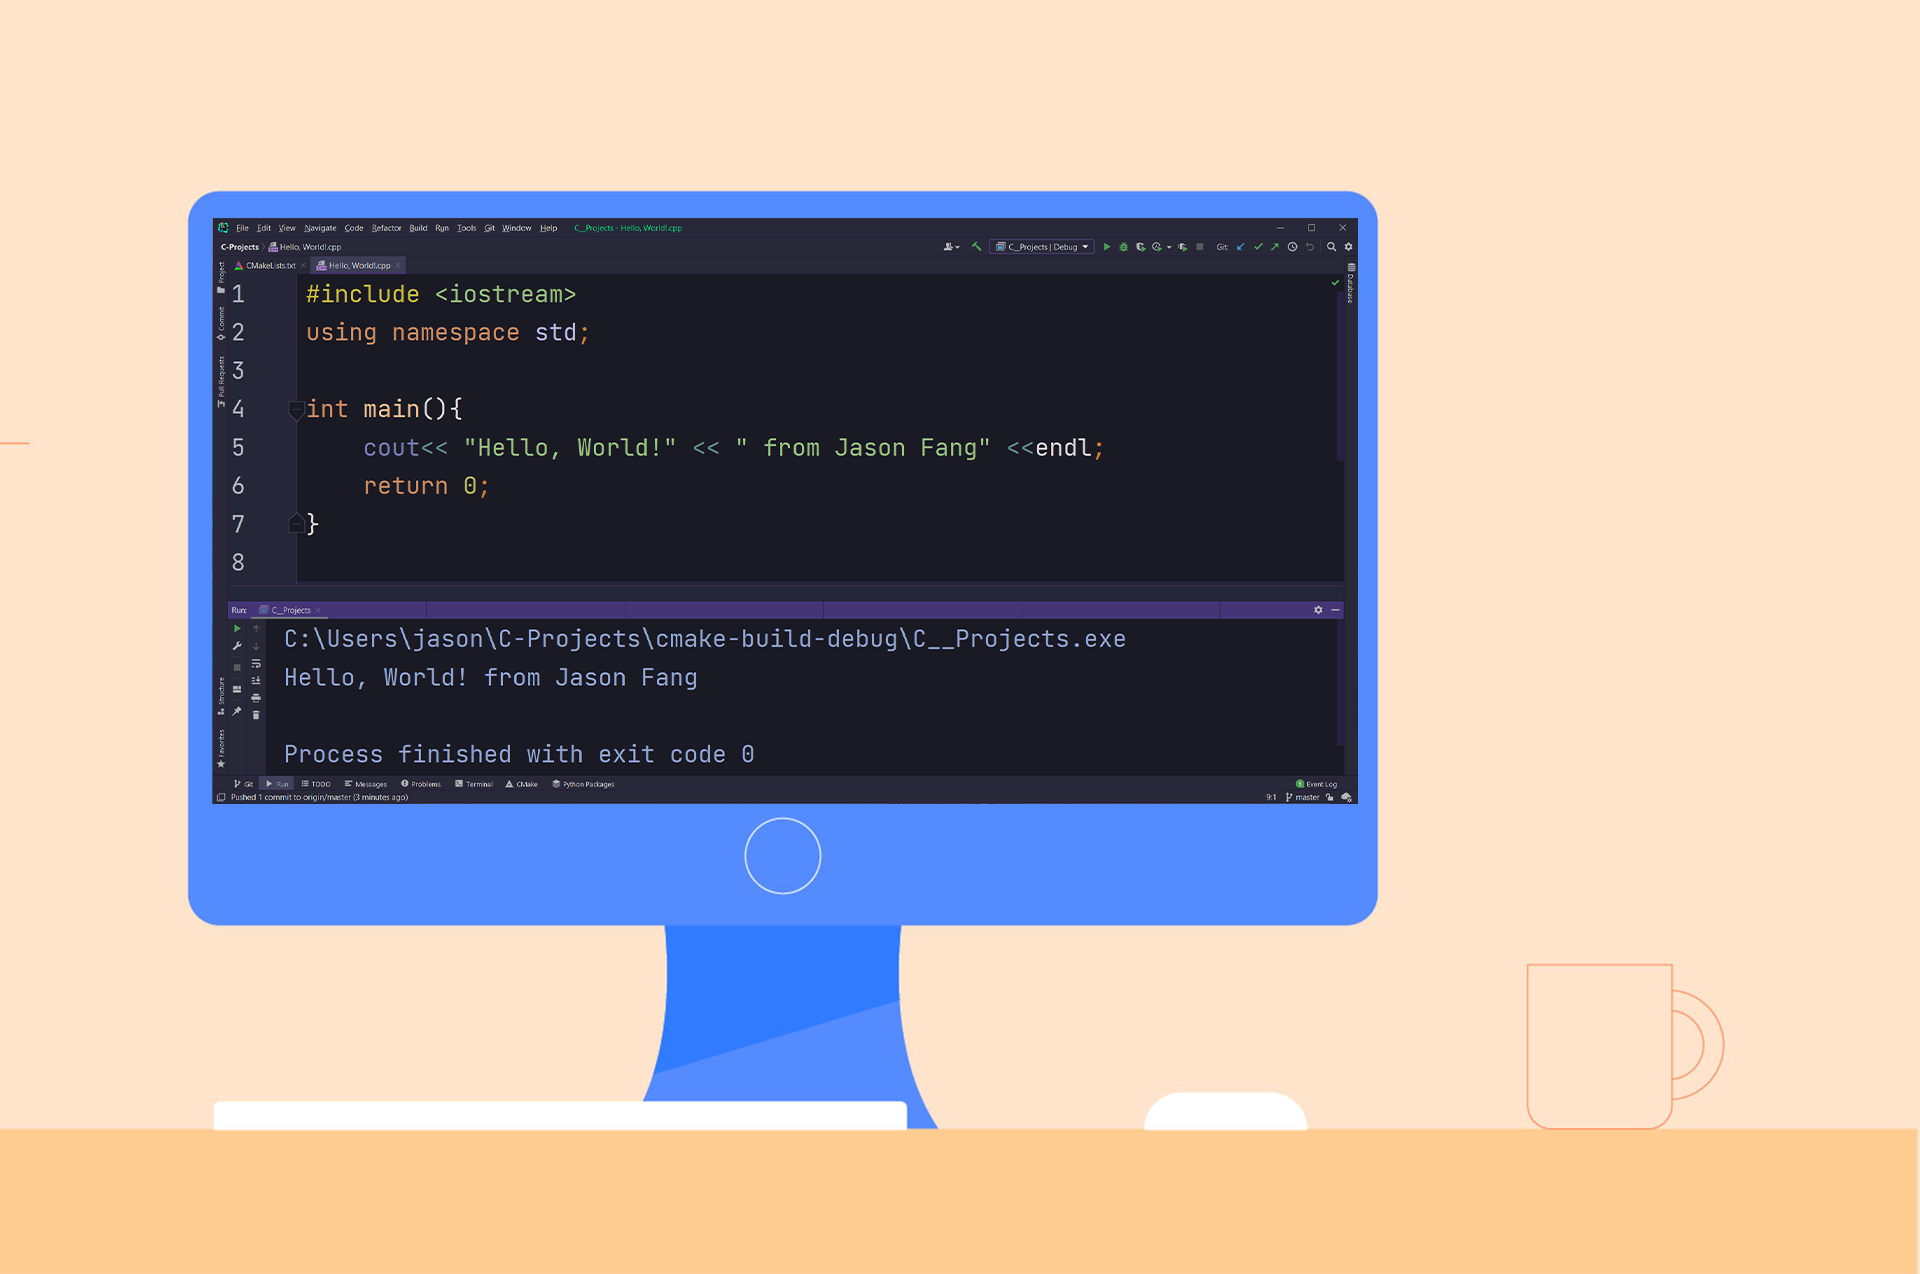 File Edit View Navigate Code Refactor Build Run Tools Git Window Help C__Projects - Hello, World!.cpp
C-Projects Hello, World!.cpp C__Projects | Debug Git:
CMakeLists.txt Hello, World!.cpp
Project
Commit
Pull Requests
Database
1 #include <iostream>
2 using namespace std;
3
4 int main(){
5 cout<< "Hello, World!" << " from Jason Fang" <<endl;
6 return 0;
7 }
8
Run: C__Projects
C:\Users\jason\C-Projects\cmake-build-debug\C__Projects.exe
Hello, World! from Jason Fang
Process finished with exit code 0
Structure
Favorites
Git Run TODO Messages Problems Terminal CMake Python Packages 1 Event Log
Pushed 1 commit to origin/master (3 minutes ago) 9:1 master